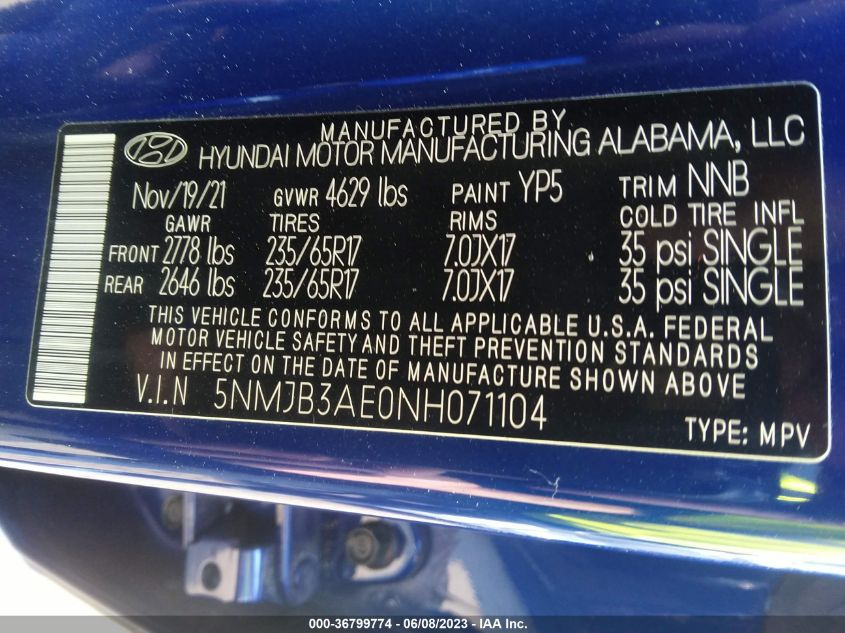 MANUFACTURED BY
HYUNDAI MOTOR MANUFACTURING ALABAMA, LLC
Nov/19/21 GVWR 4629 lbs PAINT YP5 TRIM NNB
GAWR TIRES RIMS COLD TIRE INFL
FRONT 2778 lbs 235/65R17 7.0JX17 35 psi SINGLE
REAR 2646 lbs 235/65R17 7.0JX17 35 psi SINGLE
THIS VEHICLE CONFORMS TO ALL APPLICABLE U.S.A. FEDERAL
MOTOR VEHICLE SAFETY AND THEFT PREVENTION STANDARDS
IN EFFECT ON THE DATE OF MANUFACTURE SHOWN ABOVE
V.I.N 5NMJB3AE0NH071104
TYPE: MPV
000-36799774 - 06/08/2023 - IAA Inc.